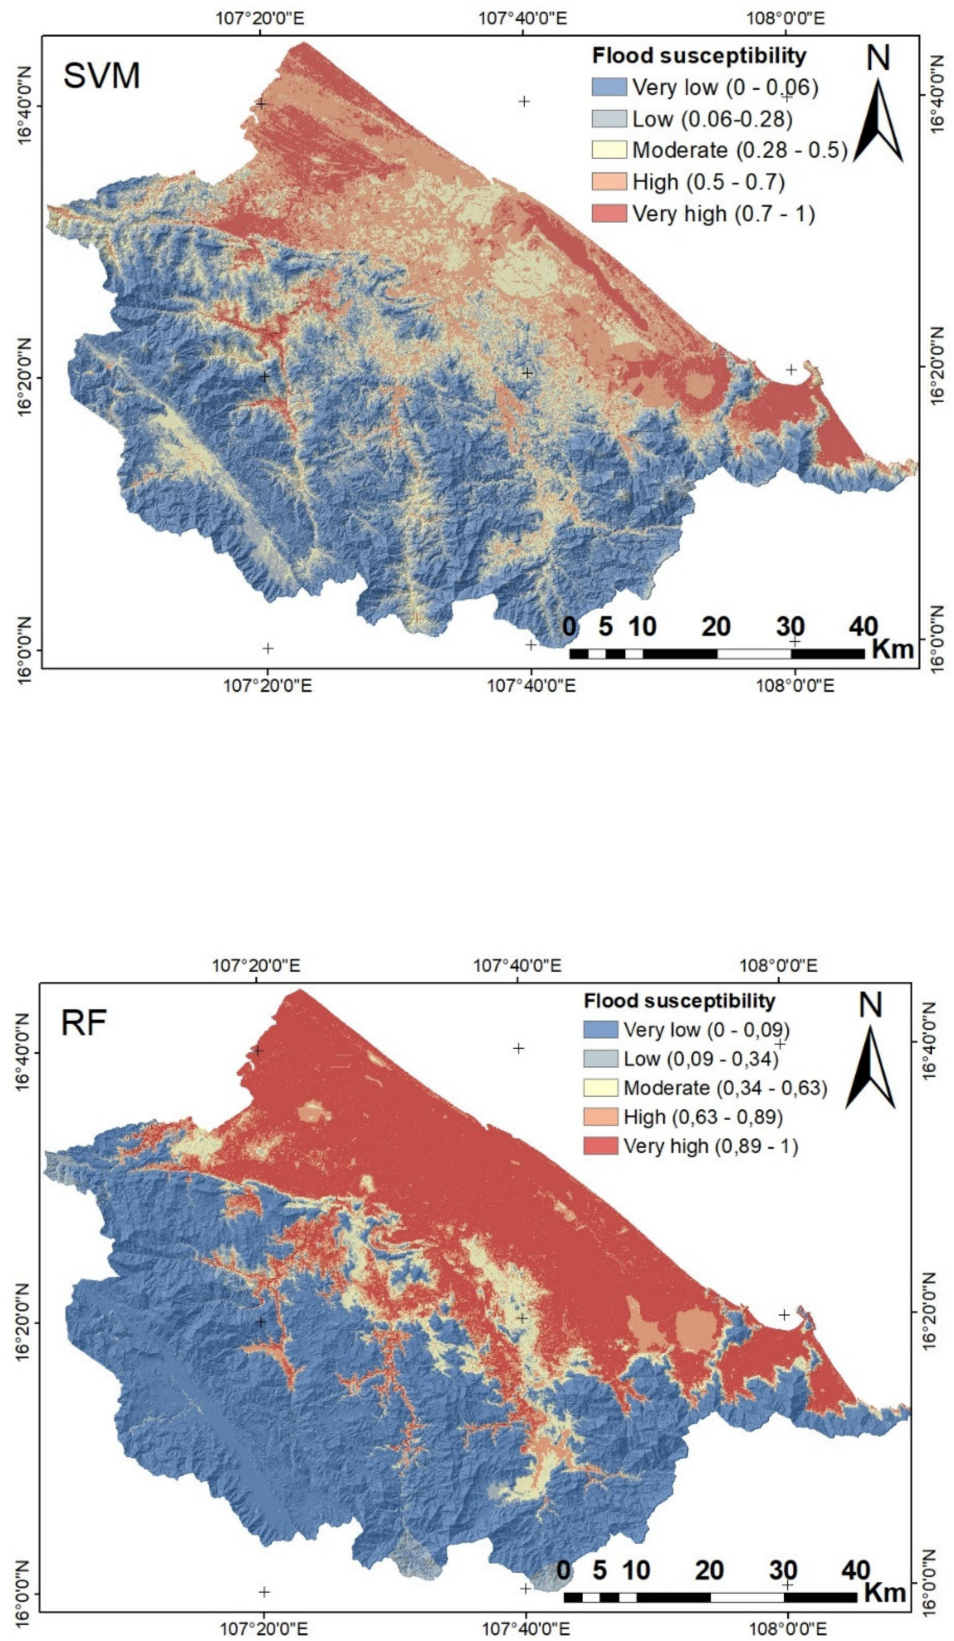 107°20'0"E 107°40'0"E 108°0'0"E
SVM
Flood susceptibility
N
Very low (0 - 0.06)
Low (0.06-0.28)
Moderate (0.28 - 0.5)
High (0.5 - 0.7)
Very high (0.7 - 1)
16°40'0"N 16°40'0"N
16°20'0"N 16°20'0"N
16°0'0"N 16°0'0"N
0 5 10 20 30 40
Km
107°20'0"E 107°40'0"E 108°0'0"E
107°20'0"E 107°40'0"E 108°0'0"E
RF
Flood susceptibility
N
Very low (0 - 0,09)
Low (0,09 - 0,34)
Moderate (0,34 - 0,63)
High (0,63 - 0,89)
Very high (0,89 - 1)
16°40'0"N 16°40'0"N
16°20'0"N 16°20'0"N
16°0'0"N 16°0'0"N
0 5 10 20 30 40
Km
107°20'0"E 107°40'0"E 108°0'0"E